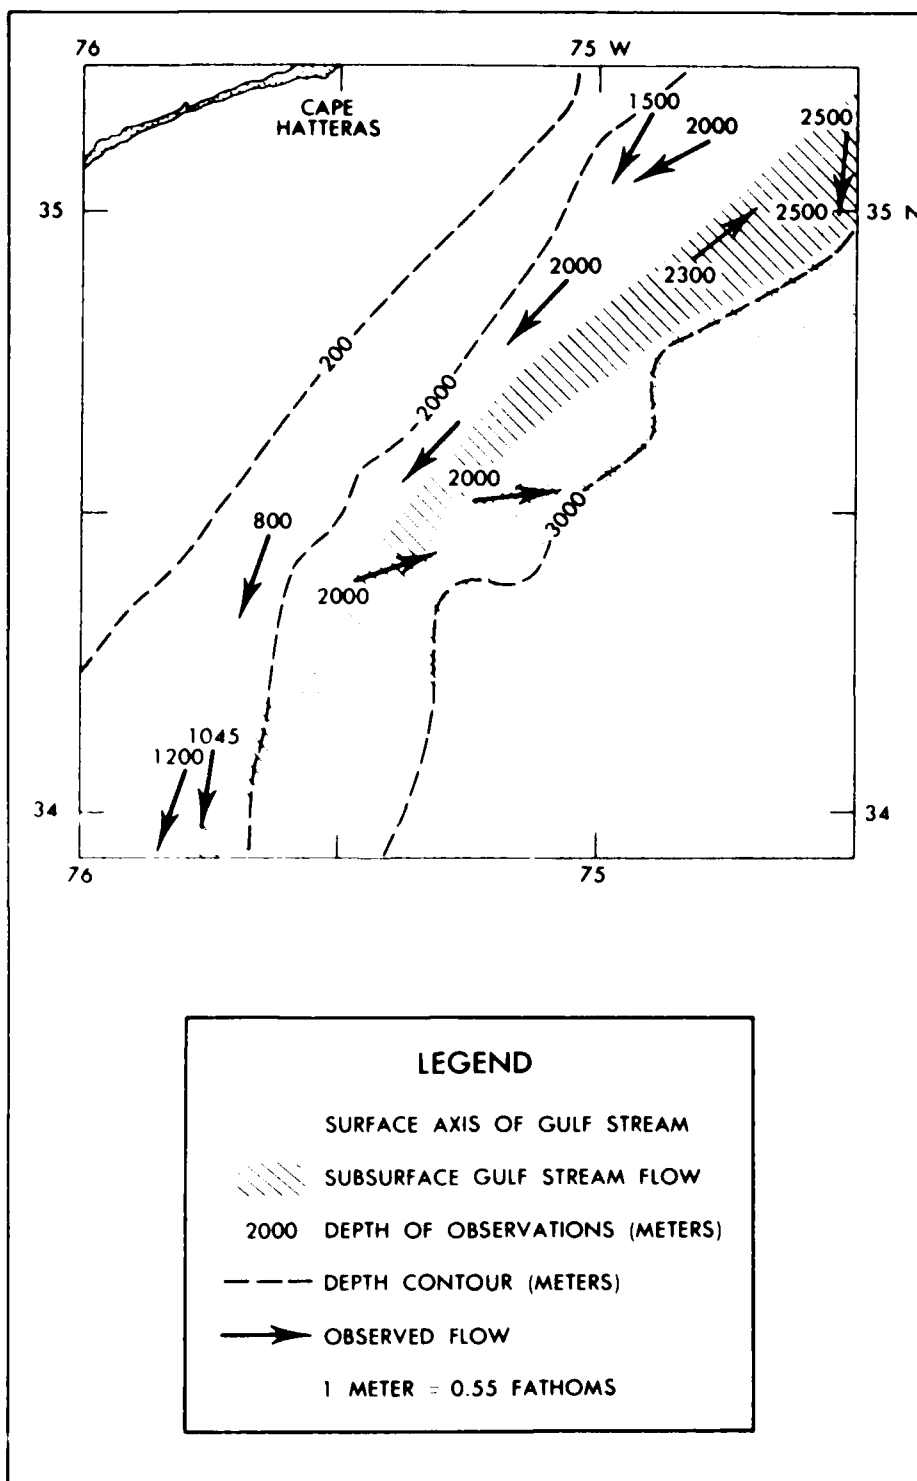 76
75 W
CAPE
HATTERAS
1500
2000
2500
35
2500
35 N
2000
2300
200
2000
2000
3000
800
2000
1045
1200
34
34
76
75
LEGEND
SURFACE AXIS OF GULF STREAM
SUBSURFACE GULF STREAM FLOW
2000 DEPTH OF OBSERVATIONS (METERS)
DEPTH CONTOUR (METERS)
OBSERVED FLOW
1 METER = 0.55 FATHOMS